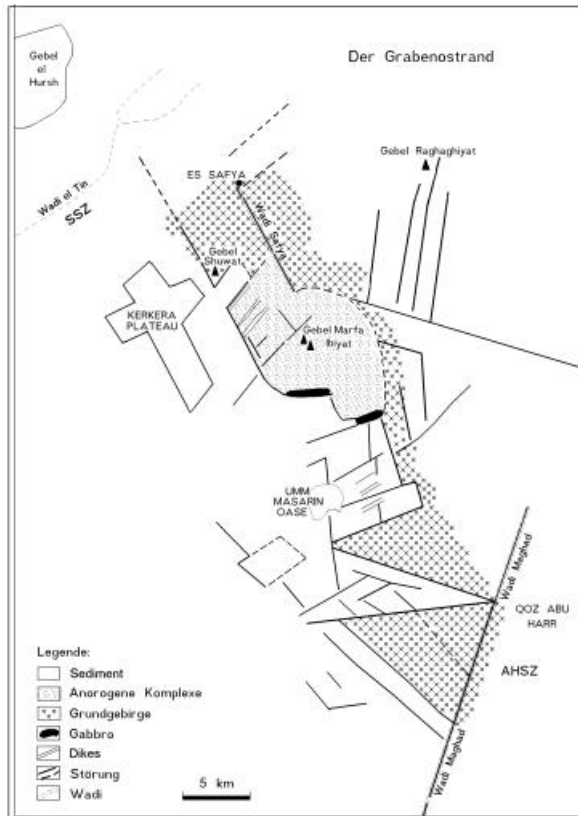 Gebel
el
Hursh
Der Grabenostrand
Gebel Raghaghiyat
ES SAFYA
Wadi el Tin
SSZ
Wadi Safya
Gebel
Shuwat
KERKERA
PLATEAU
Gebel Marfa
Ibiyat
UMM
MASARIN
OASE
Wadi Maghad
QOZ ABU
HARR
AHSZ
Wadi Maghad
Legende:
Sediment
Anorogene Komplexe
Grundgebirge
Gabbro
Dikes
Störung
Wadi
5 km